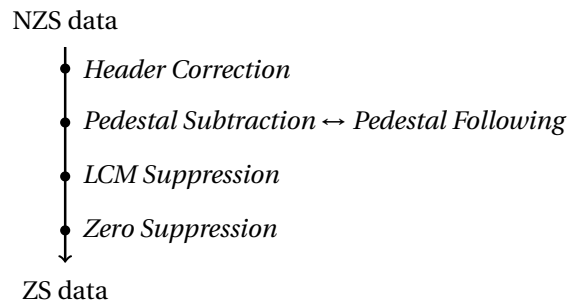 NZS data
Header Correction
Pedestal Subtraction ↔ Pedestal Following
LCM Suppression
Zero Suppression
ZS data